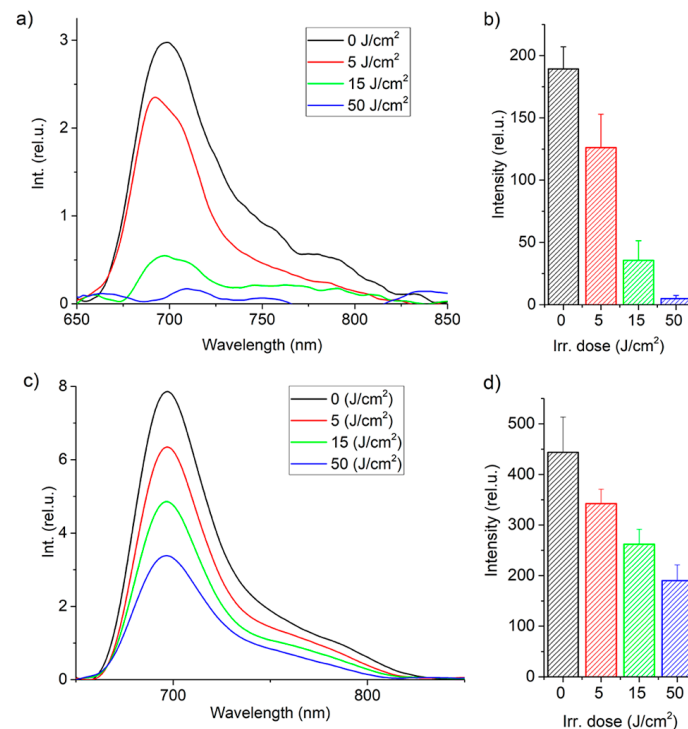 a)
3
2
1
0
Int. (rel.u.)
650 700 750 800 850
Wavelength (nm)
0 J/cm²
5 J/cm²
15 J/cm²
50 J/cm²
b)
200
150
100
50
0
Intensity (rel.u.)
0 5 15 50
Irr. dose (J/cm²)
c)
8
6
4
2
0
Int. (rel.u.)
700 800
Wavelength (nm)
0 (J/cm²)
5 (J/cm²)
15 (J/cm²)
50 (J/cm²)
d)
500
400
300
200
100
0
Intensity (rel.u.)
0 5 15 50
Irr. dose (J/cm²)